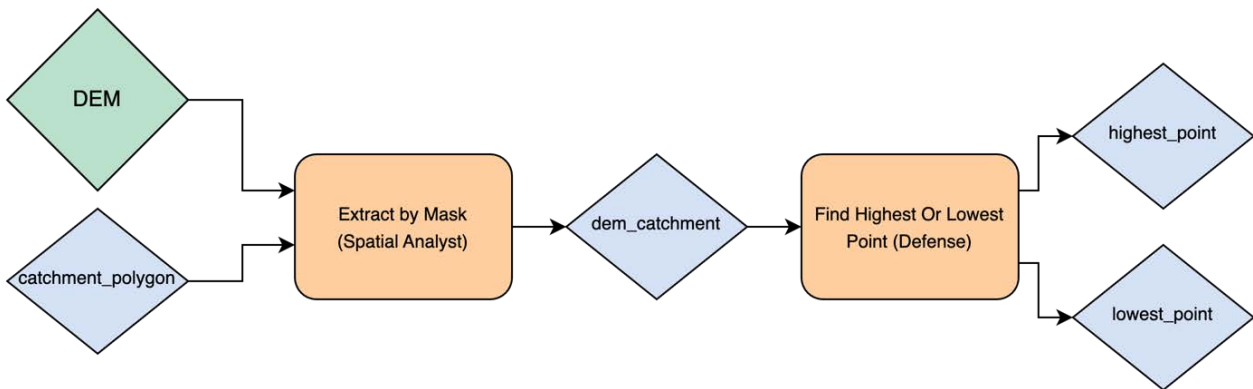 DEM
catchment_polygon
Extract by Mask
(Spatial Analyst)
dem_catchment
Find Highest Or Lowest
Point (Defense)
highest_point
lowest_point